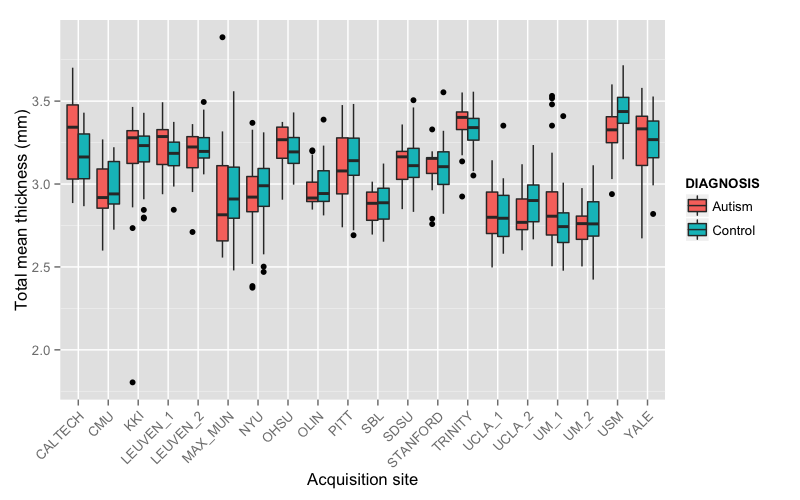 Total mean thickness (mm)
3.5
3.0
2.5
2.0
CALTECH
CMU
KKI
LEUVEN_1
LEUVEN_2
MAX_MUN
NYU
OHSU
OLIN
PITT
SBL
SDSU
STANFORD
TRINITY
UCLA_1
UCLA_2
UM_1
UM_2
USM
YALE
Acquisition site
DIAGNOSIS
Autism
Control